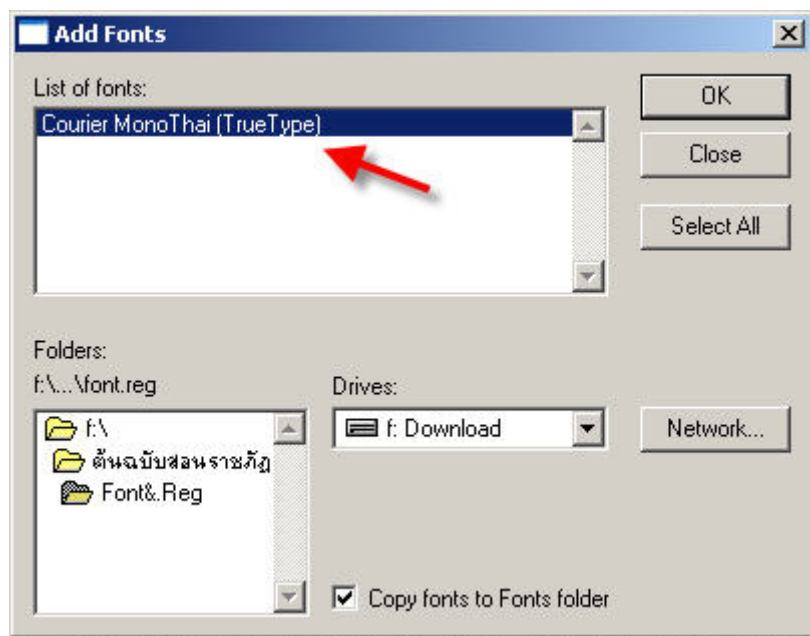 Add Fonts
List of fonts:
Courier MonoThai (TrueType)
OK
Close
Select All
Folders:
f:\...\font.reg
Drives:
f:\
ต้นฉบับสอนราชภัฏ
Font&.Reg
f: Download
Network...
Copy fonts to Fonts folder